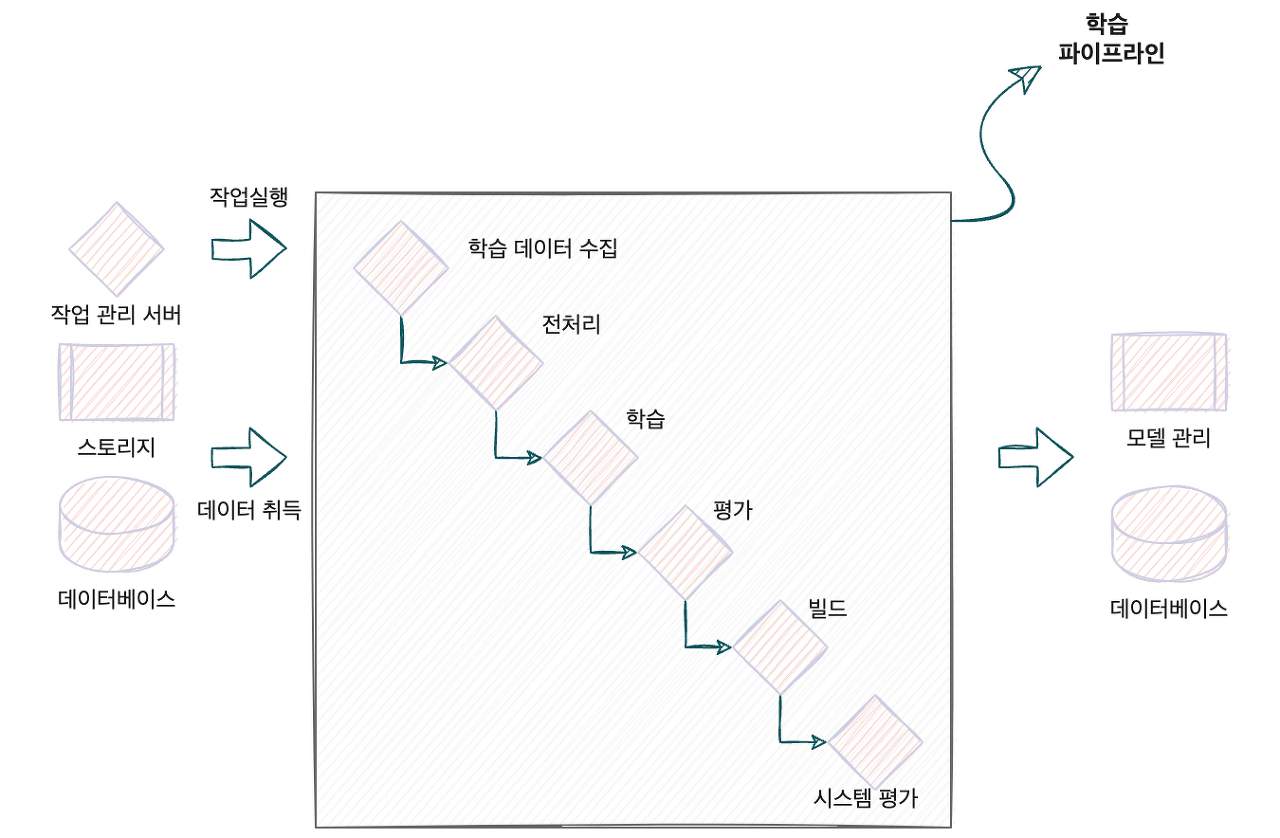 학습
파이프라인
작업실행
작업 관리 서버
스토리지
데이터 취득
데이터베이스
학습 데이터 수집
전처리
학습
평가
빌드
시스템 평가
모델 관리
데이터베이스